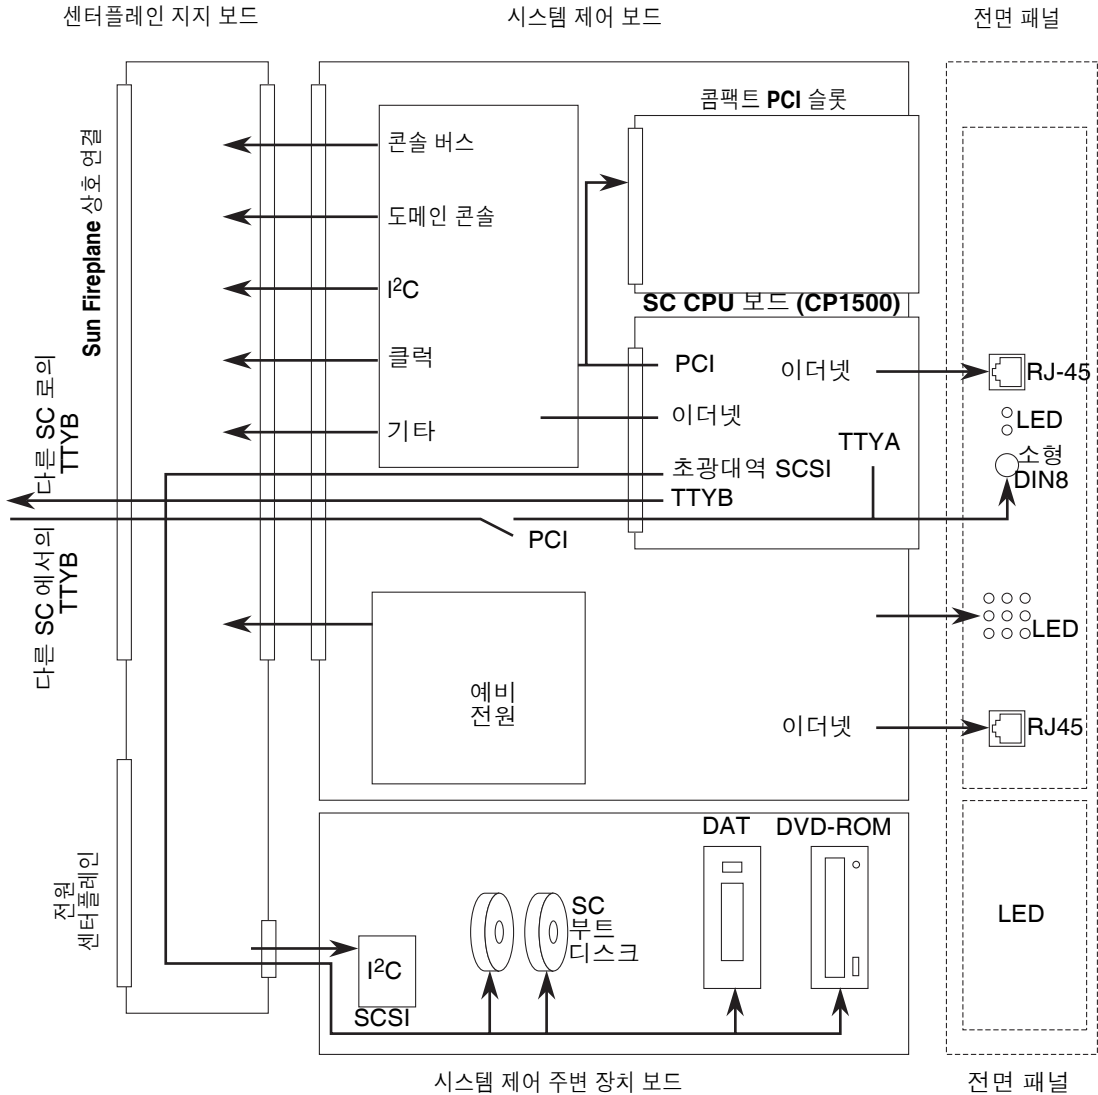 센터플레인 지지 보드
시스템 제어 보드
전면 패널
Sun Fireplane 상호 연결
콘솔 버스
도메인 콘솔
I²C
클럭
기타
콤팩트 PCI 슬롯
SC CPU 보드 (CP1500)
PCI
이더넷
이더넷
TTYA
초광대역 SCSI
TTYB
PCI
RJ-45
LED
소형
DIN8
다른 SC 로의
TTYB
다른 SC 에서의
TTYB
예비
전원
이더넷
LED
RJ45
전원
센터플레인
I²C
SCSI
SC
부트
디스크
DAT
DVD-ROM
LED
시스템 제어 주변 장치 보드
전면 패널